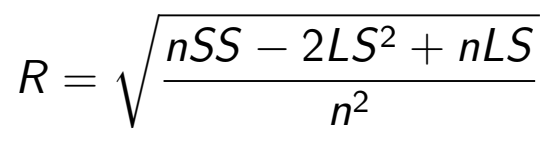 R = √((nSS − 2LS² + nLS) / n²)